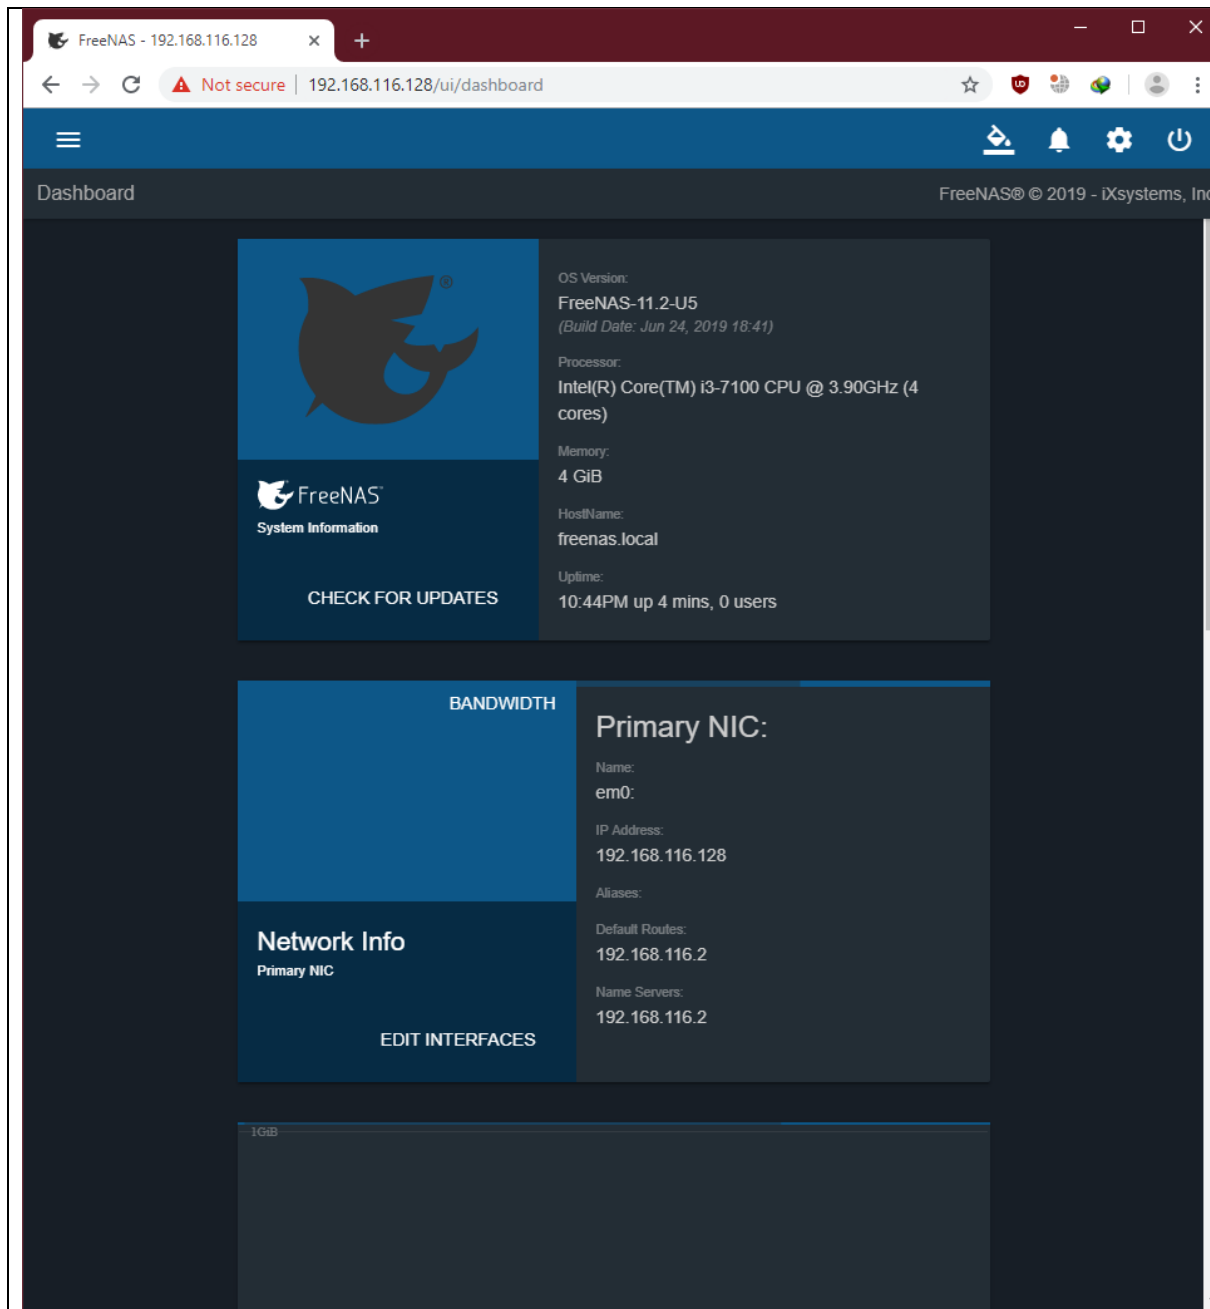 FreeNAS - 192.168.116.128
Not secure | 192.168.116.128/ui/dashboard
Dashboard
FreeNAS® © 2019 - iXsystems, Inc
®
OS Version:
FreeNAS-11.2-U5
(Build Date: Jun 24, 2019 18:41)
Processor:
Intel(R) Core(TM) i3-7100 CPU @ 3.90GHz (4
cores)
Memory:
4 GiB
HostName:
freenas.local
Uptime:
10:44PM up 4 mins, 0 users
FreeNAS
System Information
CHECK FOR UPDATES
BANDWIDTH
Network Info
Primary NIC
EDIT INTERFACES
Primary NIC:
Name:
em0:
IP Address:
192.168.116.128
Aliases:
Default Routes:
192.168.116.2
Name Servers:
192.168.116.2
1GiB